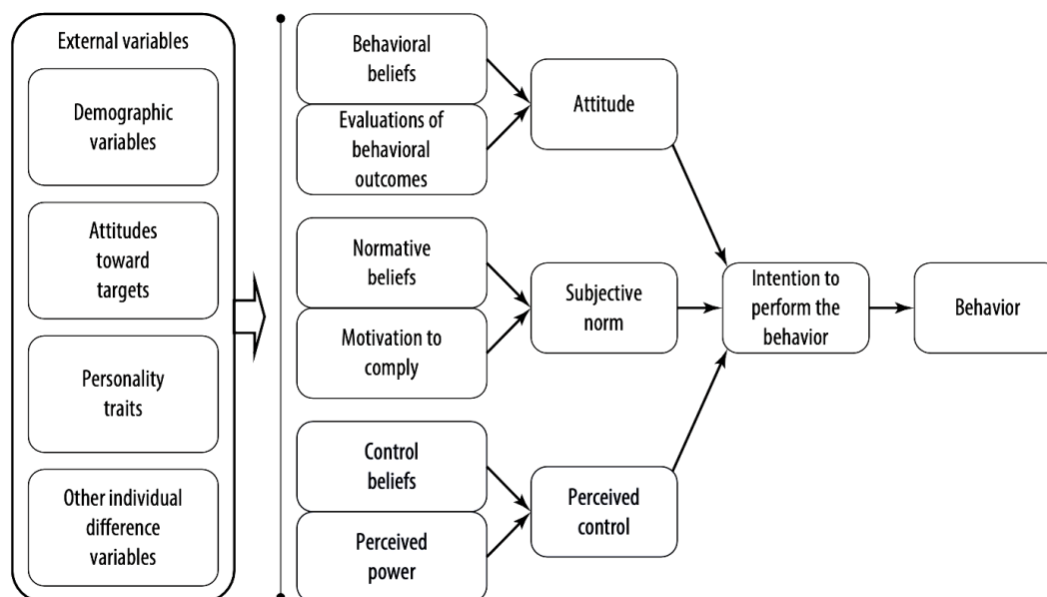 External variables
Demographic
variables
Attitudes
toward
targets
Personality
traits
Other individual
difference
variables
Behavioral
beliefs
Evaluations of
behavioral
outcomes
Attitude
Normative
beliefs
Motivation to
comply
Subjective
norm
Control
beliefs
Perceived
power
Perceived
control
Intention to
perform the
behavior
Behavior